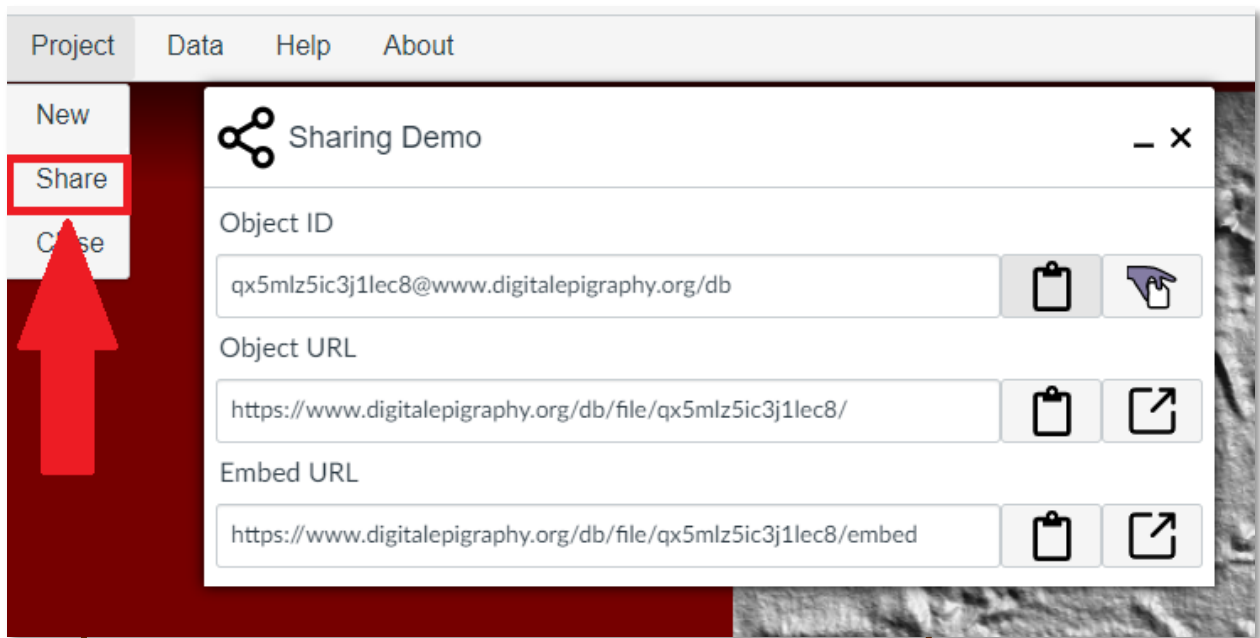 Project Data Help About
New
Share
Close
Sharing Demo
Object ID
qx5mlz5ic3j1lec8@www.digitalepigraphy.org/db
Object URL
https://www.digitalepigraphy.org/db/file/qx5mlz5ic3j1lec8/
Embed URL
https://www.digitalepigraphy.org/db/file/qx5mlz5ic3j1lec8/embed